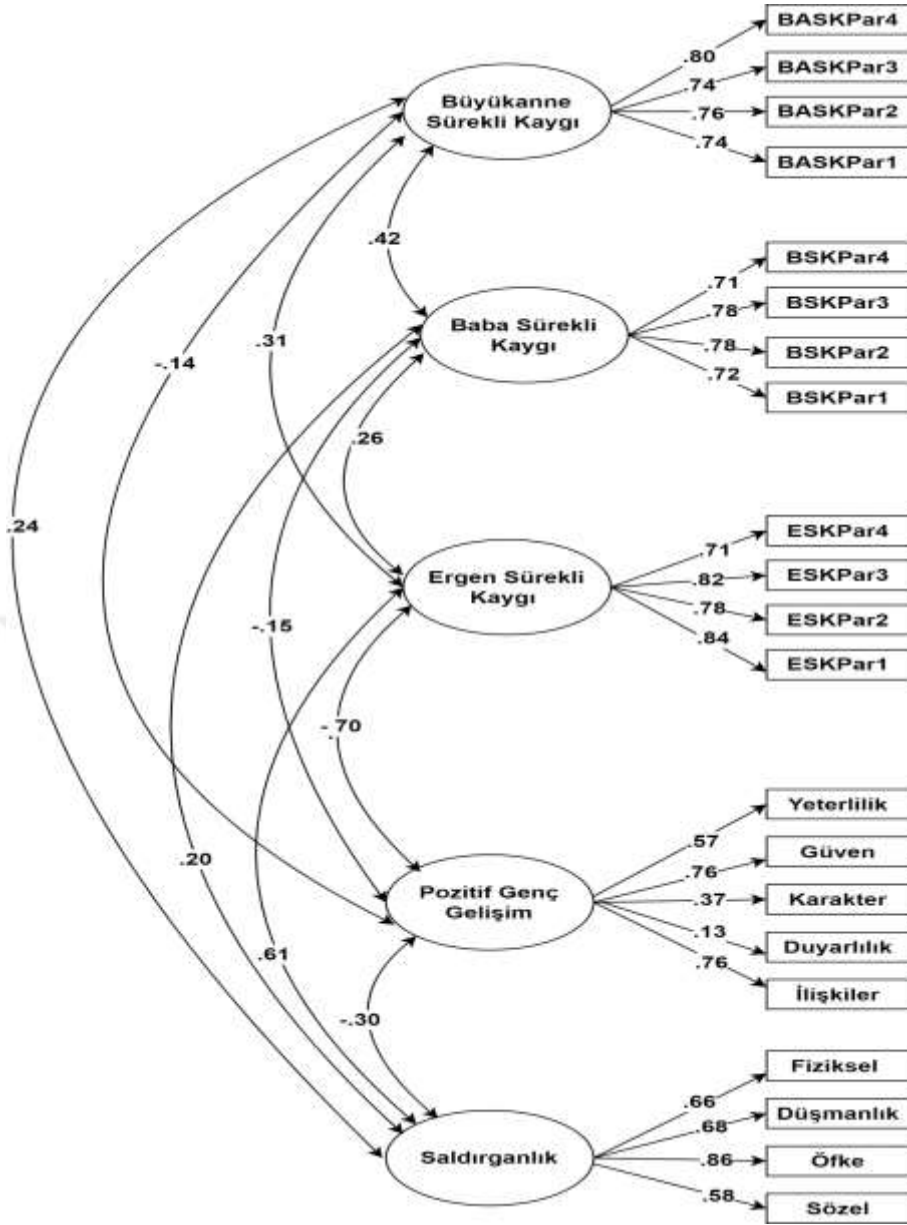 BASKPar4
.80
BASKPar3
.74
Büyükanne
Sürekli Kaygı
.76
BASKPar2
.74
BASKPar1
.42
BSKPar4
.71
BSKPar3
.78
Baba Sürekli
Kaygı
.78
BSKPar2
.72
BSKPar1
.31
-.14
.26
.24
ESKPar4
.71
ESKPar3
.82
Ergen Sürekli
Kaygı
.78
ESKPar2
.84
ESKPar1
-.15
-.70
Yeterlilik
.57
Güven
.76
Pozitif Genç
Gelişim
.37
Karakter
.13
Duyarlılık
.76
İlişkiler
.20
.61
-.30
Fiziksel
.66
Düşmanlık
.68
Saldırganlık
.86
Öfke
.58
Sözel